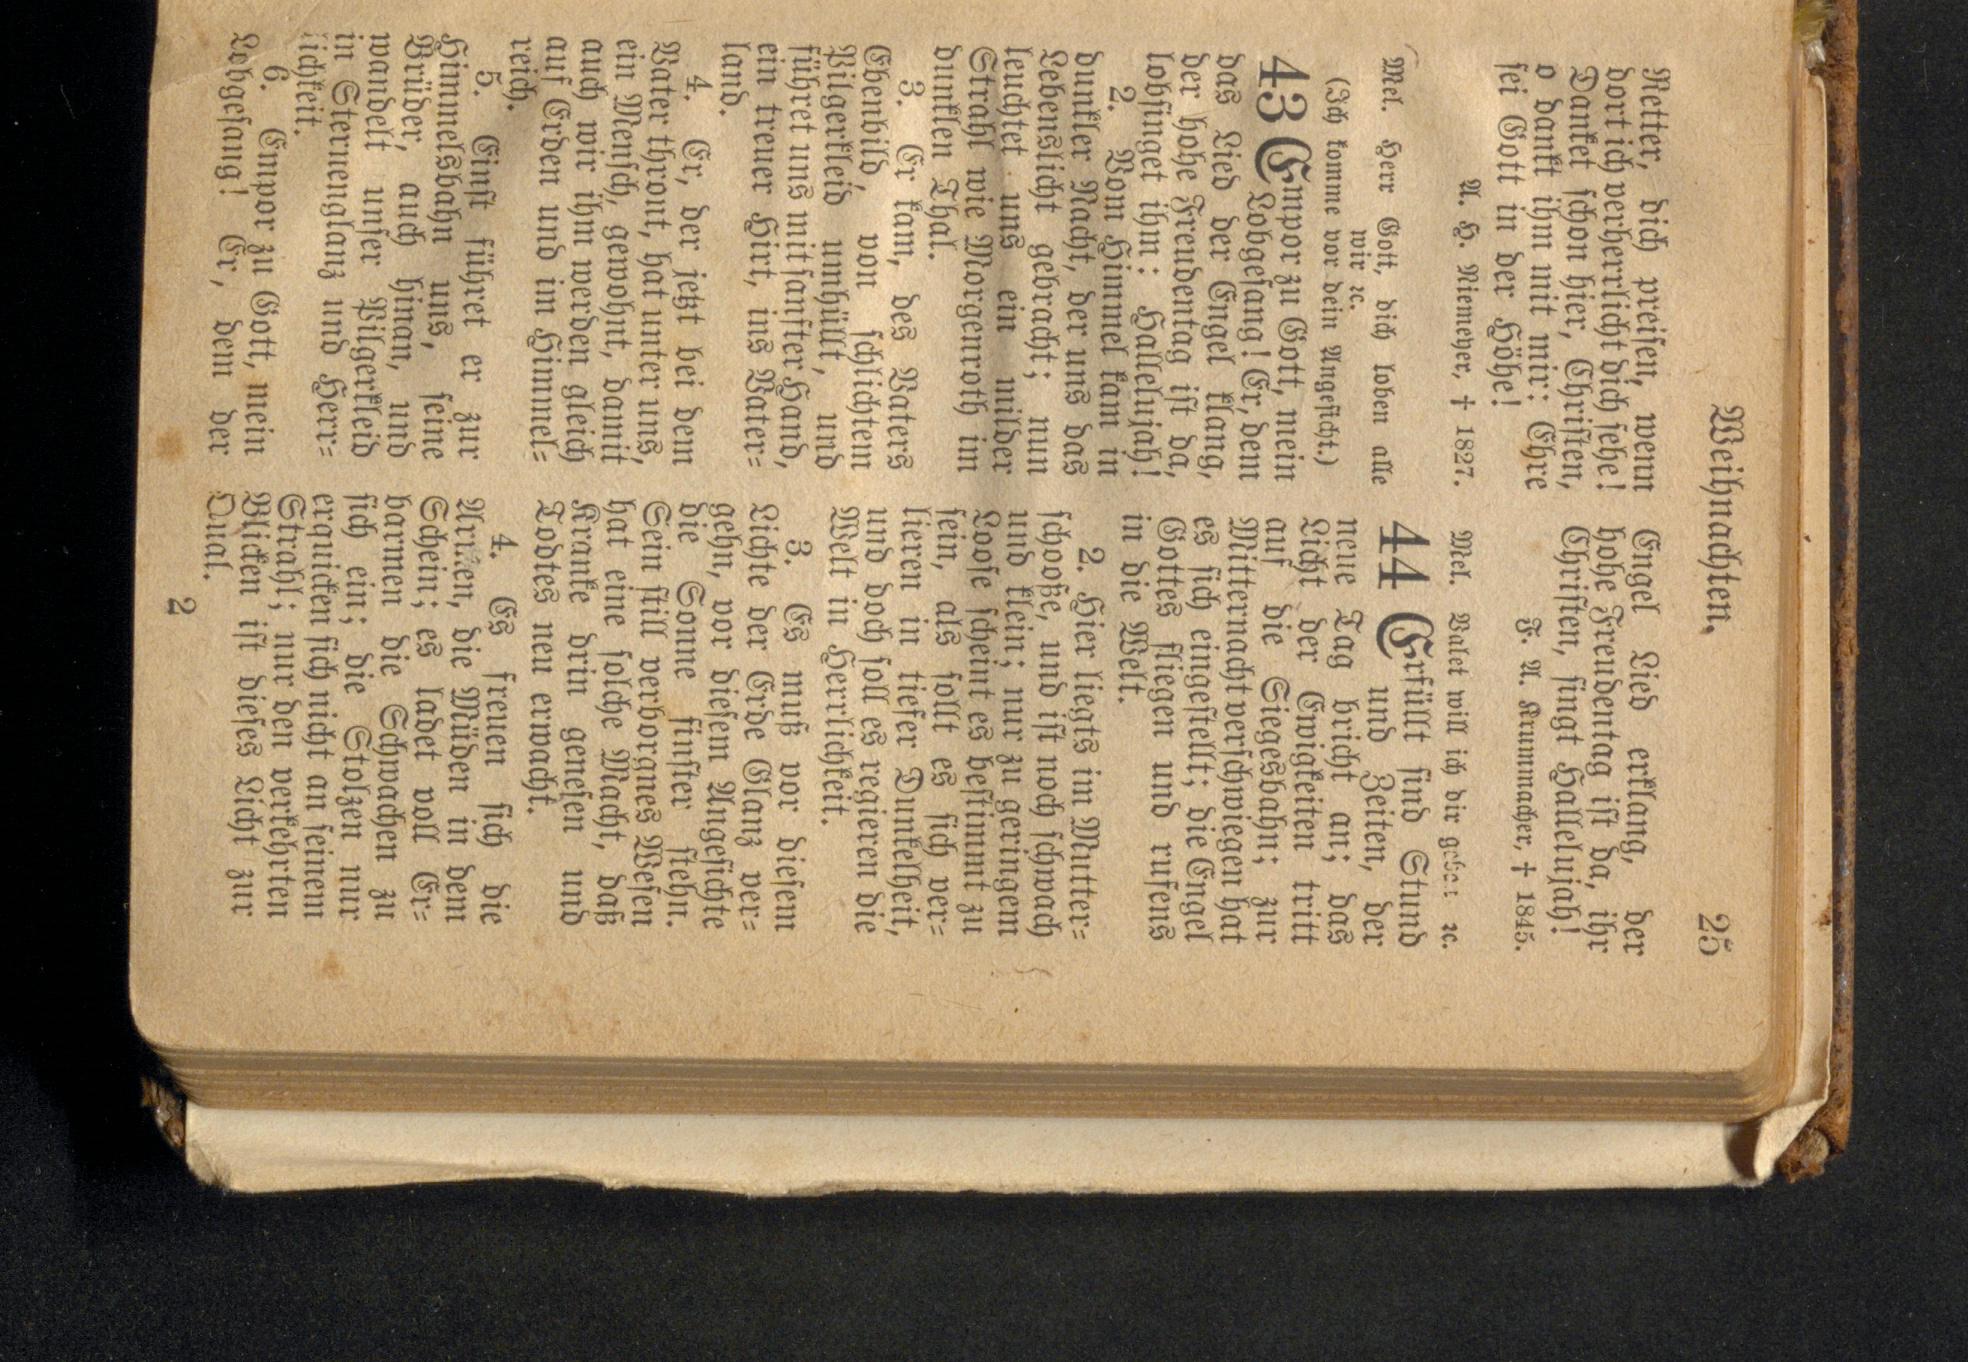 Weihnachten. 25
Retter, dich preisen, wenn
dort ich verherrlicht dich sehe!
Danket schon hier, Christen,
o dankt ihn mit mir: Ehre
sei Gott in der Höhe!
A. H. Niemeyer, † 1827.
Mel. Herr Gott, dich loben alle
wir ꝛc.
(Ich komme vor dein Angesicht.)
43 Empor zu Gott, mein
Lobgesang! Er, dem
das Lied der Engel klang,
der hohe Freudentag ist da,
lobsinget ihm: Hallelujah!
2. Vom Himmel kam in
dunkler Nacht, der uns das
Lebenslicht gebracht; nun
leuchtet uns ein milder
Strahl wie Morgenroth im
dunklen Thal.
3. Er kam, des Vaters
Ebenbild, von schlichtem
Pilgerkleid umhüllt, und
führet uns mit sanfter Hand,
ein treuer Hirt, ins Vater-
land.
4. Er, der jetzt bei dem
Vater thront, hat unter uns,
ein Mensch, gewohnt, damit
auch wir ihm werden gleich
auf Erden und im Himmel-
reich.
5. Einst führet er zur
Himmelsbahn uns, seine
Brüder, auch hinan, und
wandelt unser Pilgerkleid
in Sternenglanz und Herr-
lichkeit.
6. Empor zu Gott, mein
Lobgesang! Er, dem der
Engel Lied erklang, der
hohe Freudentag ist da, ihr
Christen, singt Hallelujah!
F. A. Krummacher, † 1845.
Mel. Valet will ich dir geben ꝛc.
44 Erfüllt sind Stund
und Zeiten, der
neue Tag bricht an; das
Licht der Ewigkeiten tritt
auf die Siegesbahn; zur
Mitternacht verschwiegen hat
es sich eingestellt; die Engel
Gottes fliegen und rufens
in die Welt.
2. Hier liegts im Mutter-
schooße, und ist noch schwach
und klein; nur zu geringem
Loose scheint es bestimmt zu
sein, als sollt es sich ver-
lieren in tiefer Dunkelheit,
und doch soll es regieren die
Welt in Herrlichkeit.
3. Es muß vor diesem
Lichte der Erde Glanz ver-
gehn, vor diesem Angesichte
die Sonne finster stehn.
Sein still verborgnes Wesen
hat eine solche Macht, daß
Kranke drin genesen und
Todtes neu erwacht.
4. Es freuen sich die
Armen, die Müden in dem
Schein; es ladet voll Er-
barmen die Schwachen zu
sich ein; die Stolzen nur
erquicken sich nicht an seinem
Strahl; nur den verkehrten
Blicken ist dieses Licht zur
Qual.
2